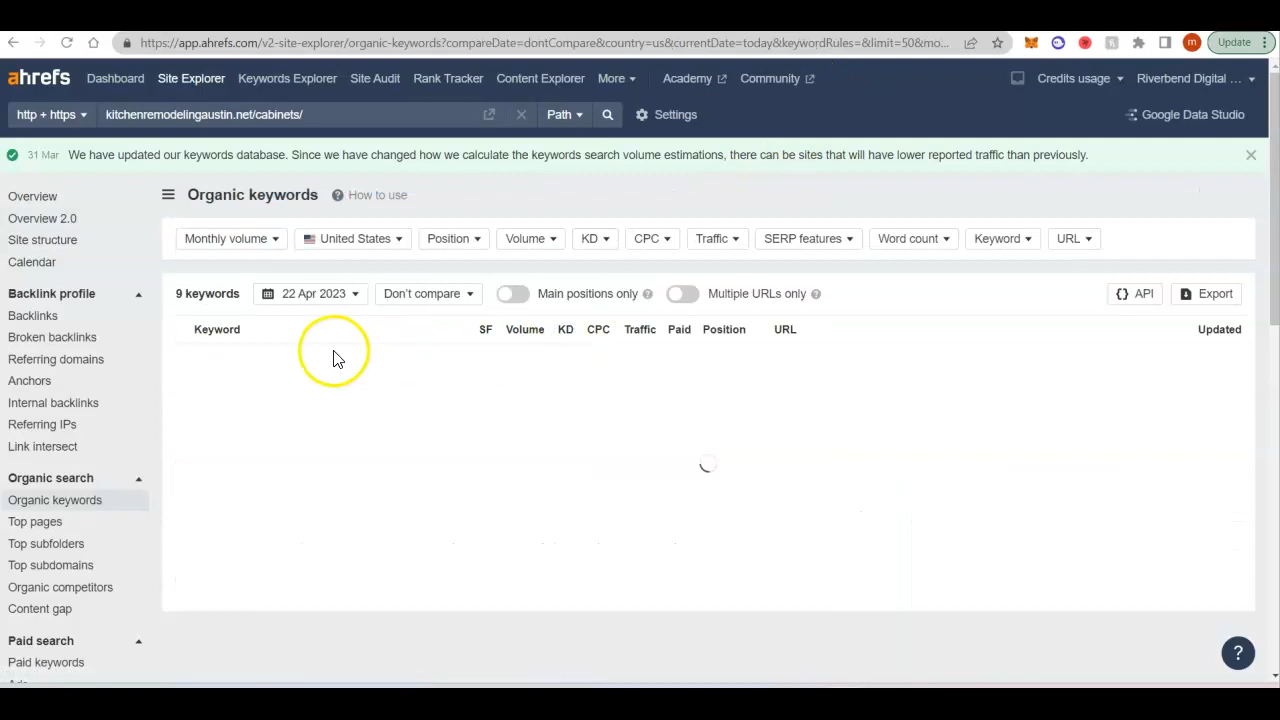 https://app.ahrefs.com/v2-site-explorer/organic-keywords?compareDate=dontCompare&country=us&currentDate=today&keywordRules=&limit=50&mo...
m
Update
ahrefs Dashboard Site Explorer Keywords Explorer Site Audit Rank Tracker Content Explorer More Academy Community Credits usage Riverbend Digital ...
http + https kitchenremodelingaustin.net/cabinets/ Path Settings Google Data Studio
31 Mar We have updated our keywords database. Since we have changed how we calculate the keywords search volume estimations, there can be sites that will have lower reported traffic than previously.
Overview
Overview 2.0
Site structure
Calendar
Backlink profile
Backlinks
Broken backlinks
Referring domains
Anchors
Internal backlinks
Referring IPs
Link intersect
Organic search
Organic keywords
Top pages
Top subfolders
Top subdomains
Organic competitors
Content gap
Paid search
Paid keywords
Organic keywords ? How to use
Monthly volume United States Position Volume KD CPC Traffic SERP features Word count Keyword URL
9 keywords 22 Apr 2023 Don't compare Main positions only ? Multiple URLs only ? {} API Export
Keyword SF Volume KD CPC Traffic Paid Position URL Updated
?